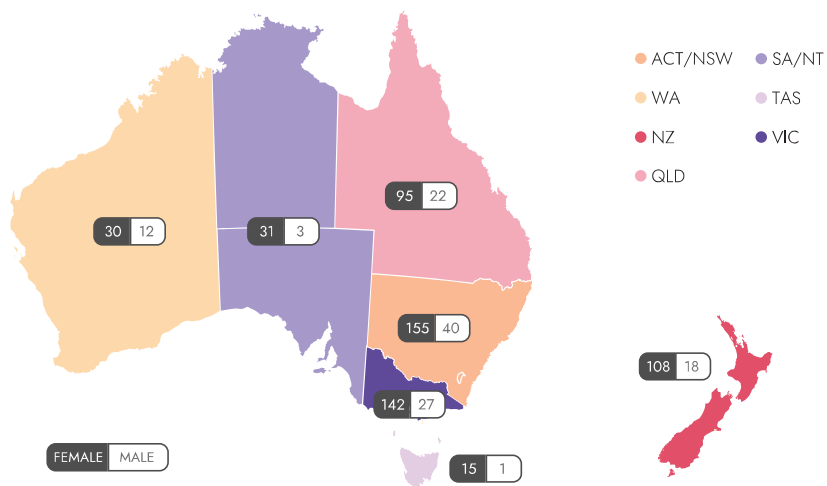 ACT/NSW SA/NT
WA TAS
NZ VIC
QLD
95 22
30 12
31 3
155 40
108 18
142 27
FEMALE MALE
15 1